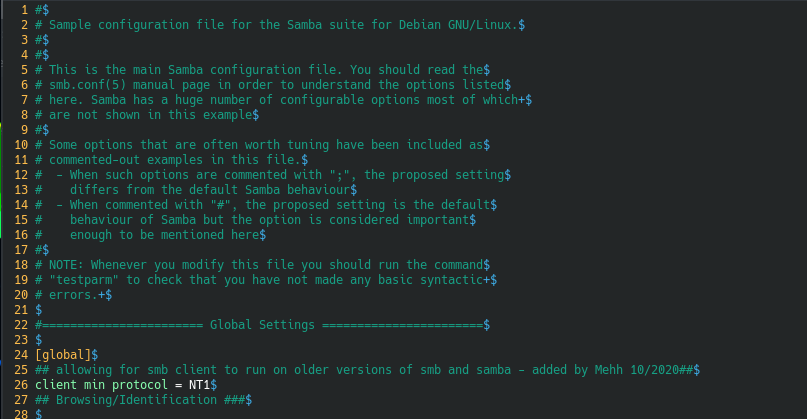 1 #$
2 # Sample configuration file for the Samba suite for Debian GNU/Linux.$
3 #$
4 #$
5 # This is the main Samba configuration file. You should read the$
6 # smb.conf(5) manual page in order to understand the options listed$
7 # here. Samba has a huge number of configurable options most of which+$
8 # are not shown in this example$
9 #$
10 # Some options that are often worth tuning have been included as$
11 # commented-out examples in this file.$
12 #  - When such options are commented with ";", the proposed setting$
13 #    differs from the default Samba behaviour$
14 #  - When commented with "#", the proposed setting is the default$
15 #    behaviour of Samba but the option is considered important$
16 #    enough to be mentioned here$
17 #$
18 # NOTE: Whenever you modify this file you should run the command$
19 # "testparm" to check that you have not made any basic syntactic+$
20 # errors.+$
21 $
22 #======================= Global Settings =======================$
23 $
24 [global]$
25 ## allowing for smb client to run on older versions of smb and samba - added by Mehh 10/2020##$
26 client min protocol = NT1$
27 ## Browsing/Identification ###$
28 $